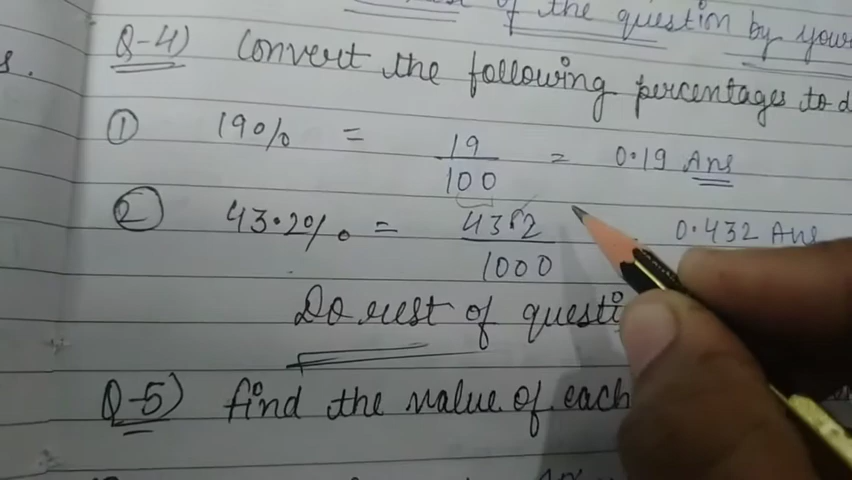 of the question by your
s.
Q-4) Convert the following percentages to d
① 19% = 19/100 = 0.19 Ans
② 43.2% = 432/1000 0.432 Ans
Do rest of questi
Q-5) find the value of each